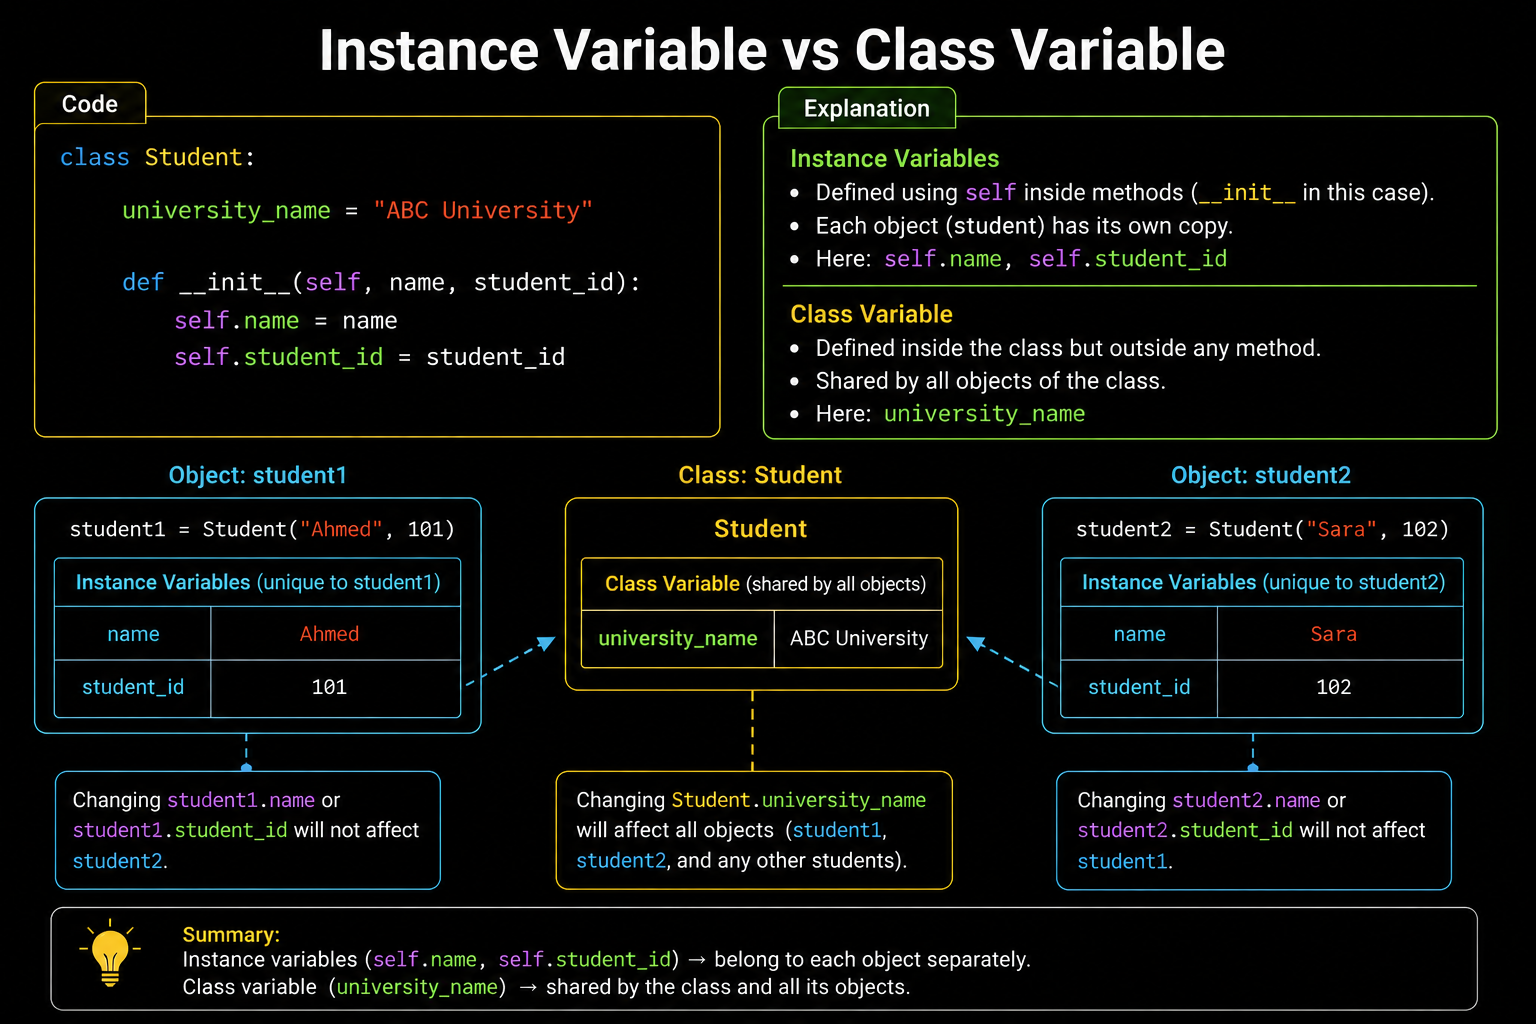 Instance Variable vs Class Variable
Code
class Student:
university_name = "ABC University"
def __init__(self, name, student_id):
self.name = name
self.student_id = student_id
Explanation
Instance Variables
• Defined using self inside methods (__init__ in this case).
• Each object (student) has its own copy.
• Here: self.name, self.student_id
Class Variable
• Defined inside the class but outside any method.
• Shared by all objects of the class.
• Here: university_name
Object: student1
student1 = Student("Ahmed", 101)
Instance Variables (unique to student1)
name Ahmed
student_id 101
Changing student1.name or
student1.student_id will not affect
student2.
Class: Student
Student
Class Variable (shared by all objects)
university_name ABC University
Changing Student.university_name
will affect all objects (student1,
student2, and any other students).
Object: student2
student2 = Student("Sara", 102)
Instance Variables (unique to student2)
name Sara
student_id 102
Changing student2.name or
student2.student_id will not affect
student1.
Summary:
Instance variables (self.name, self.student_id) → belong to each object separately.
Class variable (university_name) → shared by the class and all its objects.